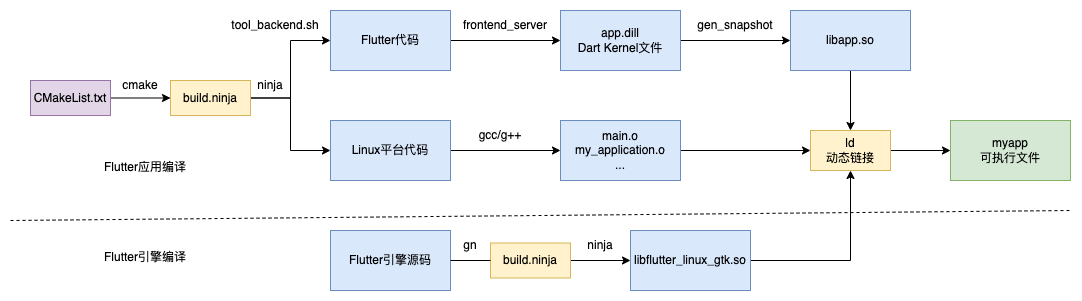 tool_backend.sh
Flutter代码
frontend_server
app.dill
Dart Kernel文件
gen_snapshot
libapp.so
CMakeList.txt
cmake
build.ninja
ninja
Linux平台代码
gcc/g++
main.o
my_application.o
...
ld
动态链接
myapp
可执行文件
Flutter应用编译
Flutter引擎编译
Flutter引擎源码
gn
build.ninja
ninja
libflutter_linux_gtk.so